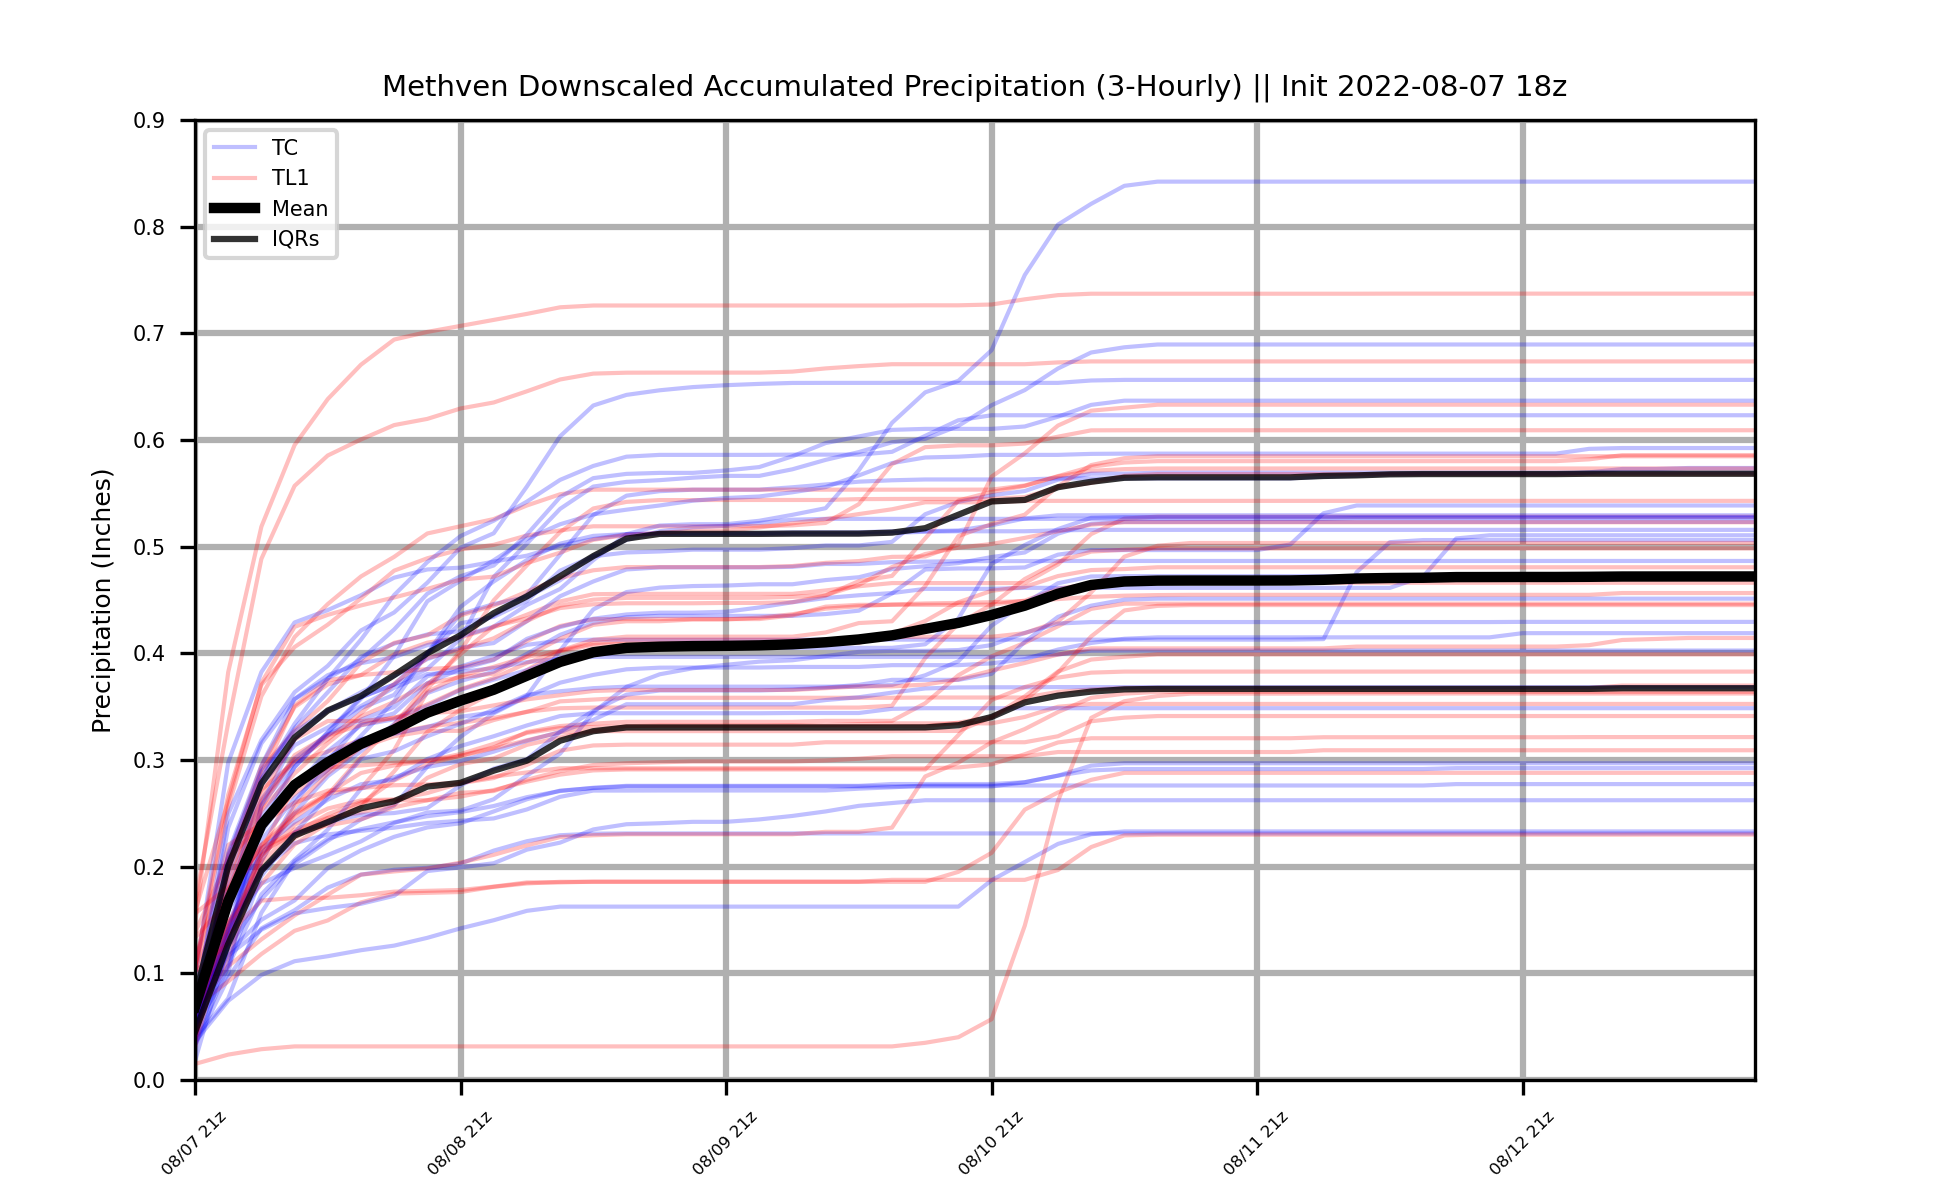 Methven Downscaled Accumulated Precipitation (3-Hourly) || Init 2022-08-07 18z
TC
TL1
Mean
IQRs
Precipitation (Inches)
0.9
0.8
0.7
0.6
0.5
0.4
0.3
0.2
0.1
0.0
08/07 21z
08/08 21z
08/09 21z
08/10 21z
08/11 21z
08/12 21z